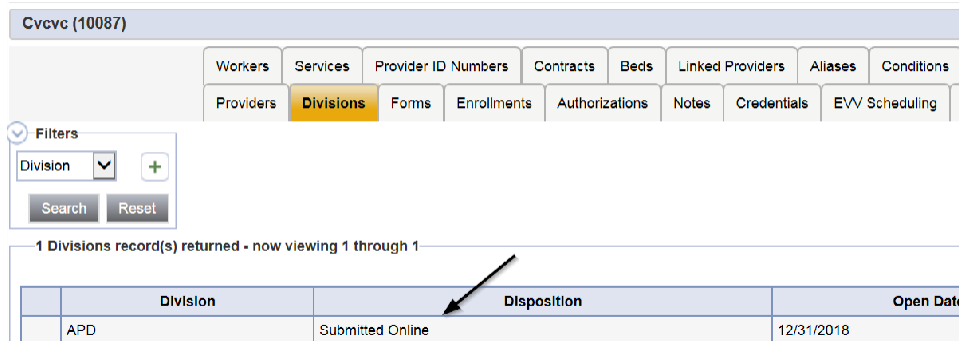 Cvcvc (10087)
Workers Services Provider ID Numbers Contracts Beds Linked Providers Aliases Conditions
Providers Divisions Forms Enrollments Authorizations Notes Credentials EVV Scheduling
Filters
Division +
Search Reset
1 Divisions record(s) returned - now viewing 1 through 1
Division Disposition Open Date
APD Submitted Online 12/31/2018